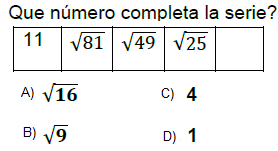 Que número completa la serie?
11 √81 √49 √25
A) √16 C) 4
B) √9 D) 1